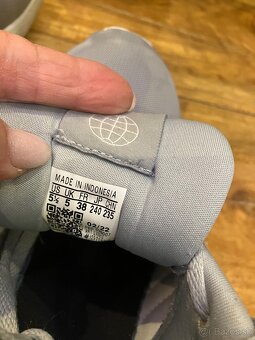 MADE IN INDONESIA
US UK FR JP CHN
5½ 5 38 240 235
03/22